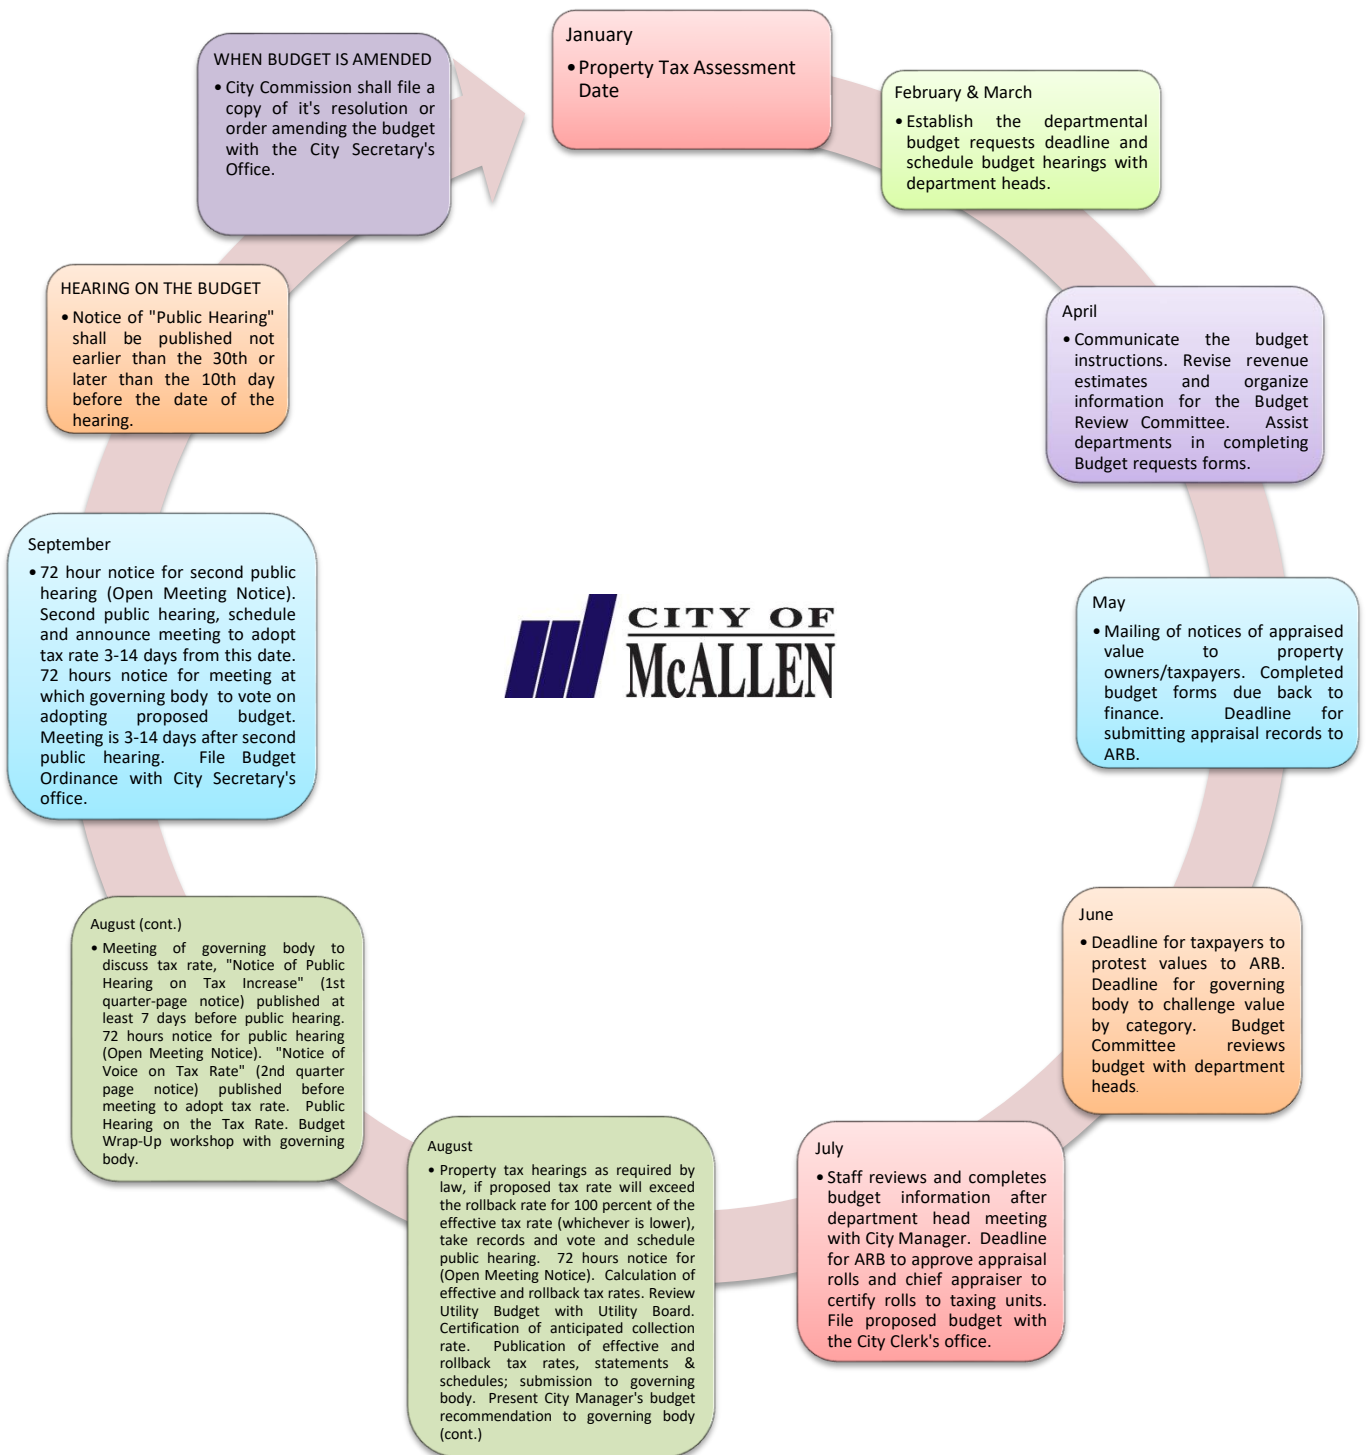 January
• Property Tax Assessment
Date
February & March
• Establish the departmental
budget requests deadline and
schedule budget hearings with
department heads.
April
• Communicate the budget
instructions. Revise revenue
estimates and organize
information for the Budget
Review Committee. Assist
departments in completing
Budget requests forms.
May
• Mailing of notices of appraised
value to property
owners/taxpayers. Completed
budget forms due back to
finance. Deadline for
submitting appraisal records to
ARB.
June
• Deadline for taxpayers to
protest values to ARB.
Deadline for governing
body to challenge value
by category. Budget
Committee reviews
budget with department
heads.
July
• Staff reviews and completes
budget information after
department head meeting
with City Manager. Deadline
for ARB to approve appraisal
rolls and chief appraiser to
certify rolls to taxing units.
File proposed budget with
the City Clerk's office.
August
• Property tax hearings as required by
law, if proposed tax rate will exceed
the rollback rate for 100 percent of the
effective tax rate (whichever is lower),
take records and vote and schedule
public hearing. 72 hours notice for
(Open Meeting Notice). Calculation of
effective and rollback tax rates. Review
Utility Budget with Utility Board.
Certification of anticipated collection
rate. Publication of effective and
rollback tax rates, statements &
schedules; submission to governing
body. Present City Manager's budget
recommendation to governing body
(cont.)
August (cont.)
• Meeting of governing body to
discuss tax rate, "Notice of Public
Hearing on Tax Increase" (1st
quarter-page notice) published at
least 7 days before public hearing.
72 hours notice for public hearing
(Open Meeting Notice). "Notice of
Voice on Tax Rate" (2nd quarter
page notice) published before
meeting to adopt tax rate. Public
Hearing on the Tax Rate. Budget
Wrap-Up workshop with governing
body.
September
• 72 hour notice for second public
hearing (Open Meeting Notice).
Second public hearing, schedule
and announce meeting to adopt
tax rate 3-14 days from this date.
72 hours notice for meeting at
which governing body to vote on
adopting proposed budget.
Meeting is 3-14 days after second
public hearing. File Budget
Ordinance with City Secretary's
office.
HEARING ON THE BUDGET
• Notice of "Public Hearing"
shall be published not
earlier than the 30th or
later than the 10th day
before the date of the
hearing.
WHEN BUDGET IS AMENDED
• City Commission shall file a
copy of it's resolution or
order amending the budget
with the City Secretary's
Office.
CITY OF
McALLEN